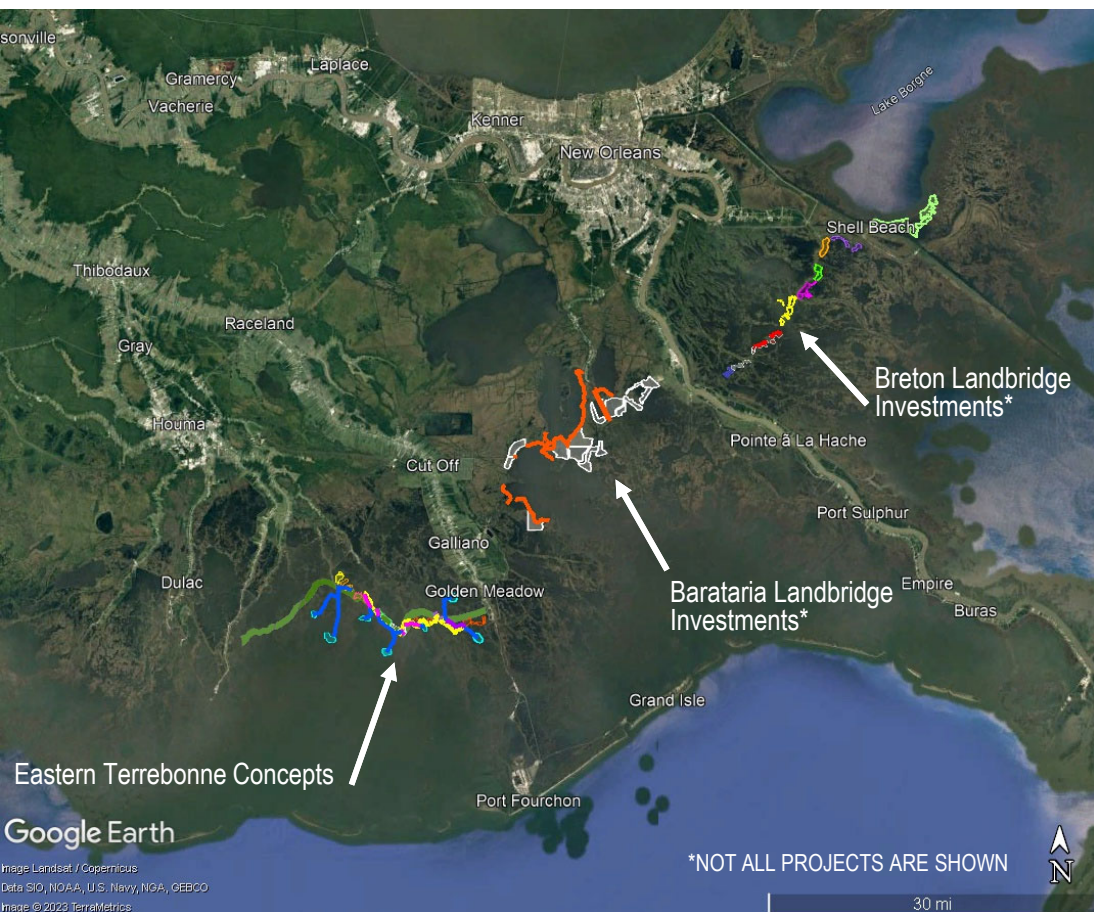 sonville
Laplace
Gramercy
Vacherie
Kenner
New Orleans
Lake Borgne
Shell Beach
Thibodaux
Raceland
Gray
Breton Landbridge
Investments*
Houma
Pointe ã La Hache
Cut Off
Port Sulphur
Galliano
Dulac
Golden Meadow
Empire
Barataria Landbridge
Investments*
Buras
Grand Isle
Eastern Terrebonne Concepts
Port Fourchon
Google Earth
*NOT ALL PROJECTS ARE SHOWN
N
Image Landsat / Copernicus
Data SIO, NOAA, U.S. Navy, NGA, GEBCO
Image © 2023 TerraMetrics
30 mi